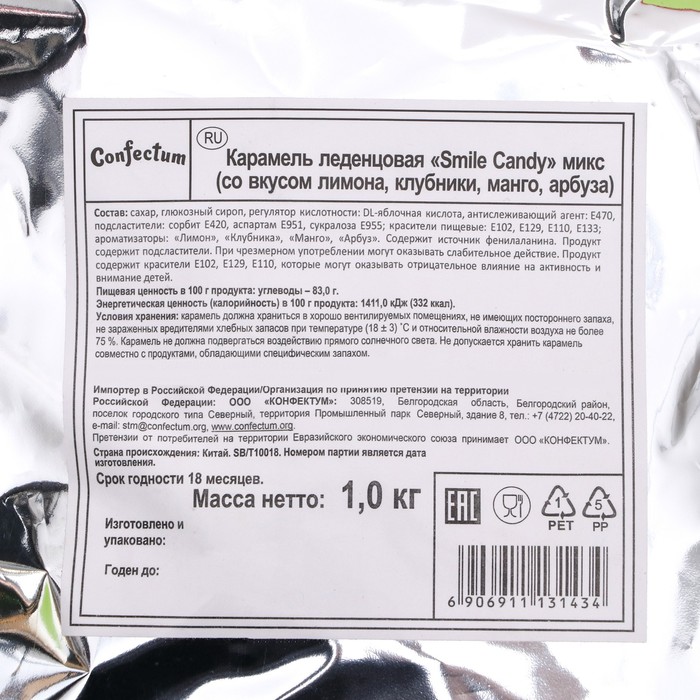 Confectum
RU
Карамель леденцовая «Smile Candy» микс
(со вкусом лимона, клубники, манго, арбуза)
Состав: сахар, глюкозный сироп, регулятор кислотности: DL-яблочная кислота, антислеживающий агент: Е470,
подсластители: сорбит Е420, аспартам Е951, сукралоза Е955; красители пищевые: Е102, Е129, Е110, Е133;
ароматизаторы: «Лимон», «Клубника», «Манго», «Арбуз». Содержит источник фенилаланина. Продукт
содержит подсластители. При чрезмерном употреблении могут оказывать слабительное действие. Продукт
содержит красители Е102, Е129, Е110, которые могут оказывать отрицательное влияние на активность и
внимание детей.
Пищевая ценность в 100 г продукта: углеводы – 83,0 г.
Энергетическая ценность (калорийность) в 100 г продукта: 1411,0 кДж (332 ккал).
Условия хранения: карамель должна храниться в хорошо вентилируемых помещениях, не имеющих постороннего запаха,
не зараженных вредителями хлебных запасов при температуре (18 ± 3) ˚С и относительной влажности воздуха не более
75 %. Карамель не должна подвергаться воздействию прямого солнечного света. Не допускается хранить карамель
совместно с продуктами, обладающими специфическим запахом.
Импортер в Российской Федерации/Организация по принятию претензии на территории
Российской Федерации: ООО «КОНФЕКТУМ»: 308519, Белгородская область, Белгородский район,
поселок городского типа Северный, территория Промышленный парк Северный, здание 8, тел.: +7 (4722) 20-40-22,
e-mail: stm@confectum.org, www.confectum.org.
Претензии от потребителей на территории Евразийского экономического союза принимает ООО «КОНФЕКТУМ».
Страна происхождения: Китай. SB/T10018. Номером партии является дата
изготовления.
Срок годности 18 месяцев.
Масса нетто: 1,0 кг
Изготовлено и
упаковано:
Годен до:
EAC
1
PET
5
PP
6 906911 131434